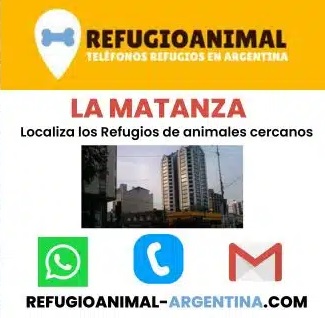 REFUGIOANIMAL
TELÉFONOS REFUGIOS EN ARGENTINA
LA MATANZA
Localiza los Refugios de animales cercanos
REFUGIOANIMAL-ARGENTINA.COM